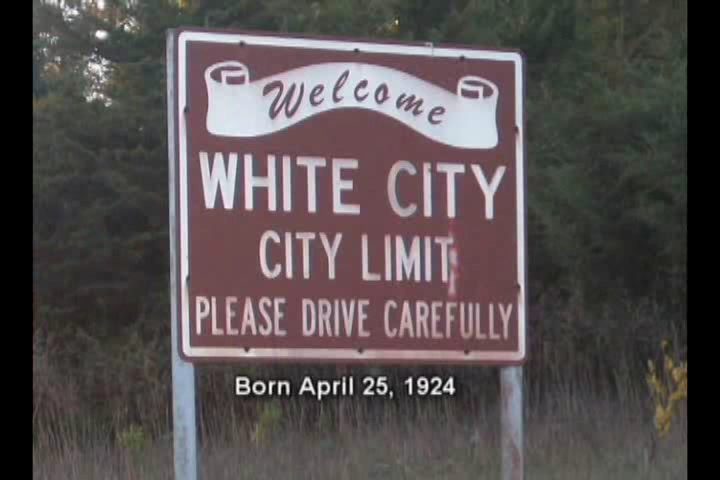 Welcome
WHITE CITY
CITY LIMIT
PLEASE DRIVE CAREFULLY
Born April 25, 1924